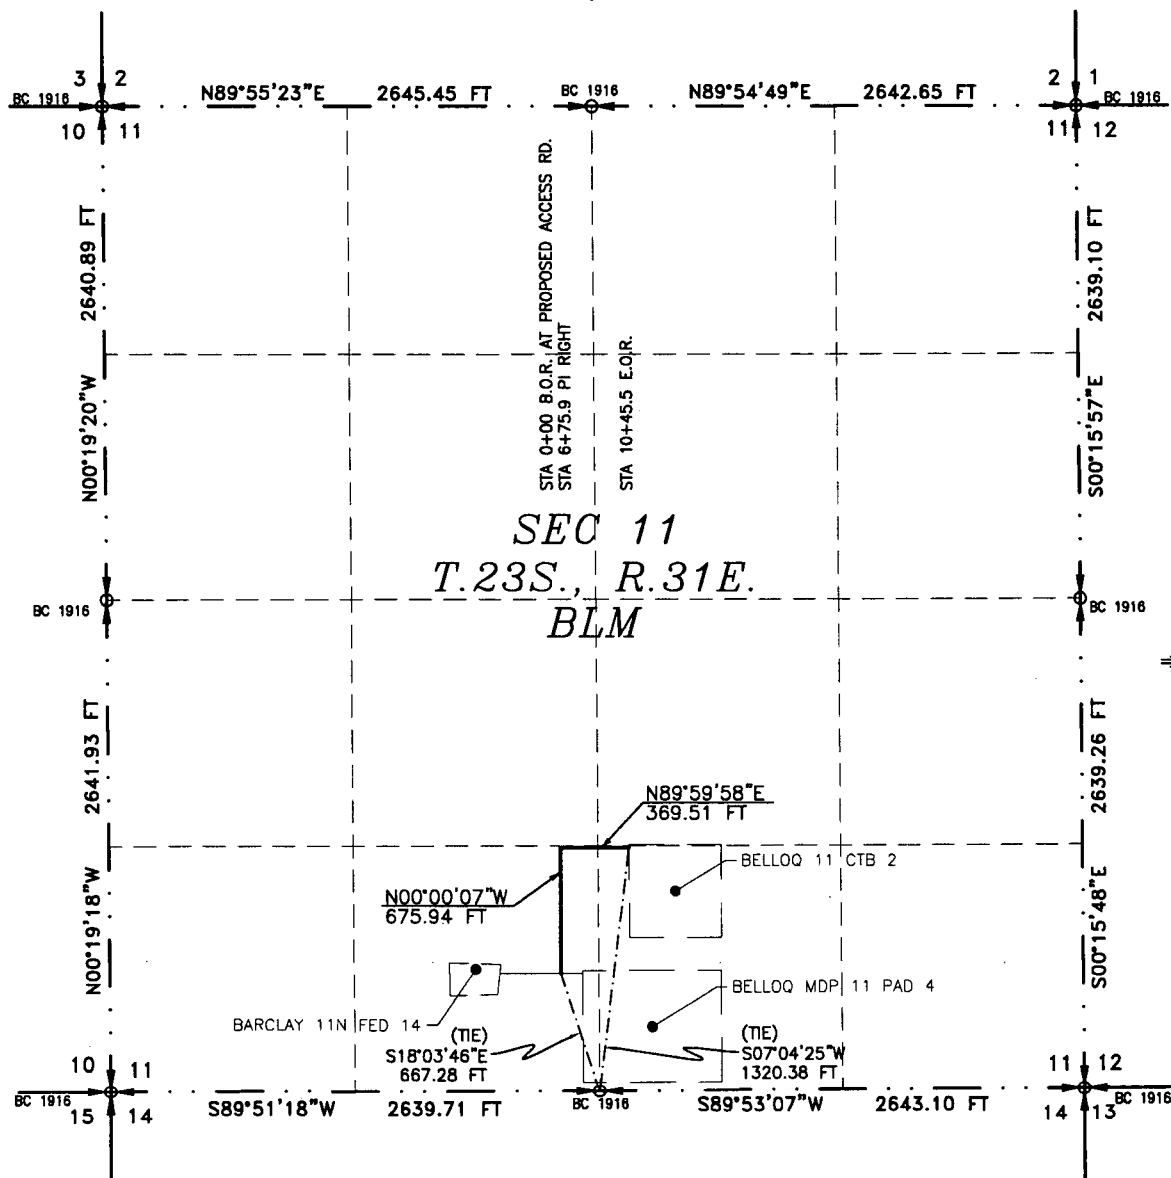 3 2
BC 1916
10 11
N89°55'23"E 2645.45 FT
BC 1916
N89°54'49"E 2642.65 FT
2 1
BC 1916
11 12
N00°19'20"W 2640.89 FT
STA 0+00 B.O.R. AT PROPOSED ACCESS RD.
STA 6+75.9 PI RIGHT
STA 10+45.5 E.O.R.
S00°15'57"E 2639.10 FT
SEC 11
T.23S., R.31E.
BLM
BC 1916
BC 1916
N00°19'18"W 2641.93 FT
S00°15'48"E 2639.26 FT
N89°59'58"E
369.51 FT
BELLOQ 11 CTB 2
N00°00'07"W
675.94 FT
BELLOQ MDP 11 PAD 4
BARCLAY 11N FED 14
(TIE)
S18°03'46"E
667.28 FT
(TIE)
S07°04'25"W
1320.38 FT
10 11
BC 1916
15 14
S89°51'18"W 2639.71 FT
BC 1916
S89°53'07"W 2643.10 FT
11 12
BC 1916
14 13